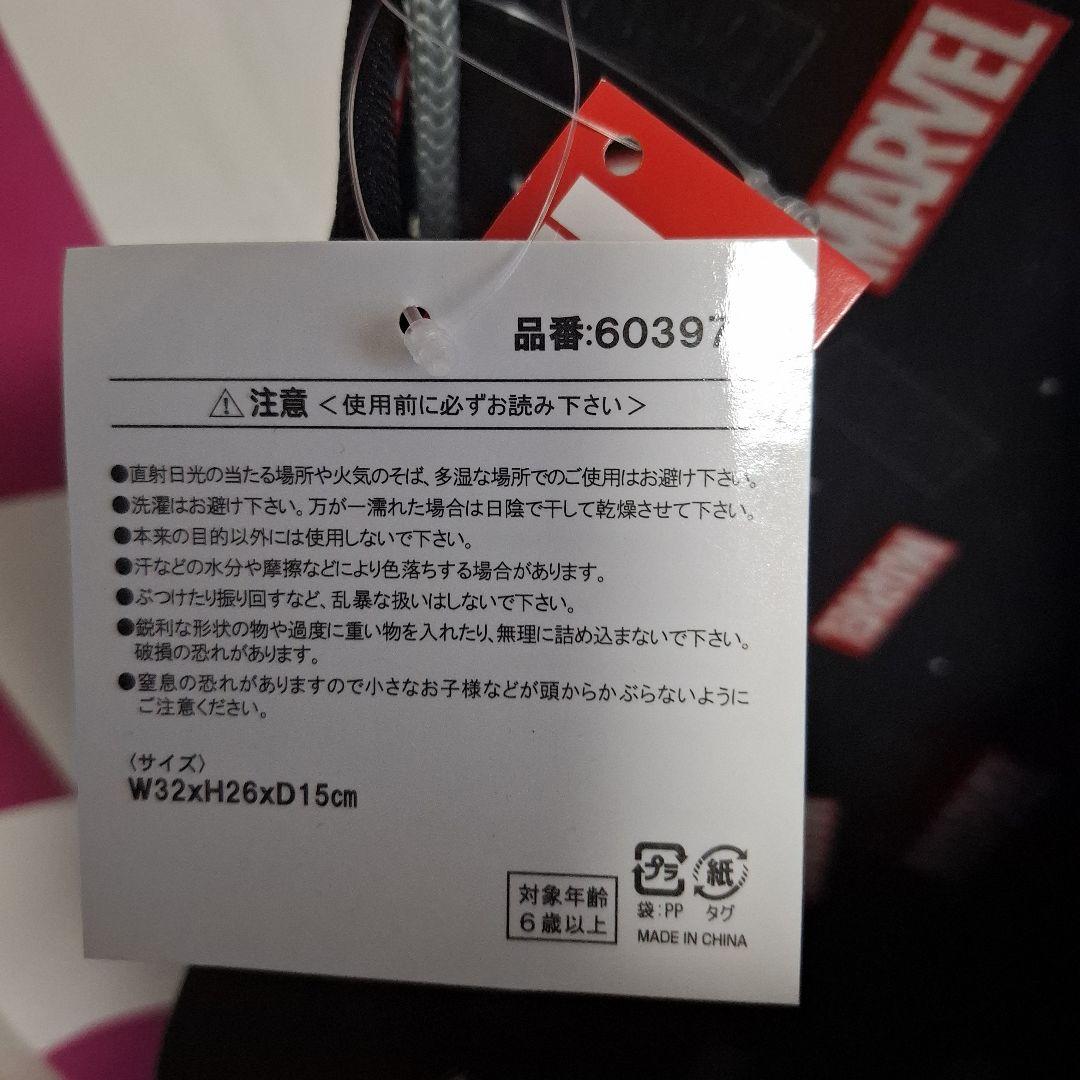 MARVEL
品番:60397
注意 <使用前に必ずお読み下さい>
●直射日光の当たる場所や火気のそば、多湿な場所でのご使用はお避け下さい。
●洗濯はお避け下さい。万が一濡れた場合は日陰で干して乾燥させて下さい。
●本来の目的以外には使用しないで下さい。
●汗などの水分や摩擦などにより色落ちする場合があります。
●ぶつけたり振り回すなど、乱暴な扱いはしないで下さい。
●鋭利な形状の物や過度に重い物を入れたり、無理に詰め込まないで下さい。
破損の恐れがあります。
●窒息の恐れがありますので小さなお子様などが頭からかぶらないように
ご注意ください。
〈サイズ〉
W32xH26xD15cm
対象年齢
6歳以上
プラ
袋:PP
紙
タグ
MADE IN CHINA
MARVEL